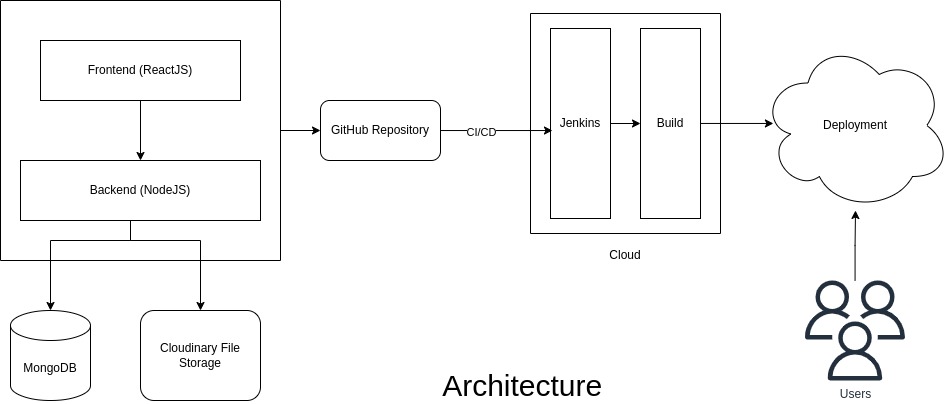 Frontend (ReactJS)
Backend (NodeJS)
MongoDB
Cloudinary File
Storage
GitHub Repository
CI/CD
Jenkins
Build
Cloud
Deployment
Users
Architecture